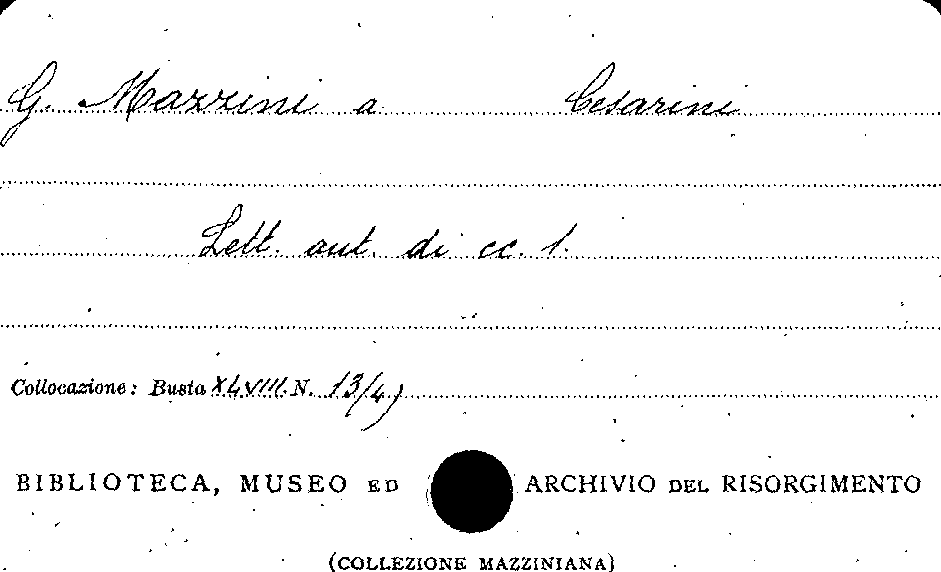 G. Mazzini a Cesarini
Lett. aut. di cc. 1.
Collocazione: Busta XLVIII N. 13/4)
BIBLIOTECA, MUSEO ED ARCHIVIO DEL RISORGIMENTO
(COLLEZIONE MAZZINIANA)